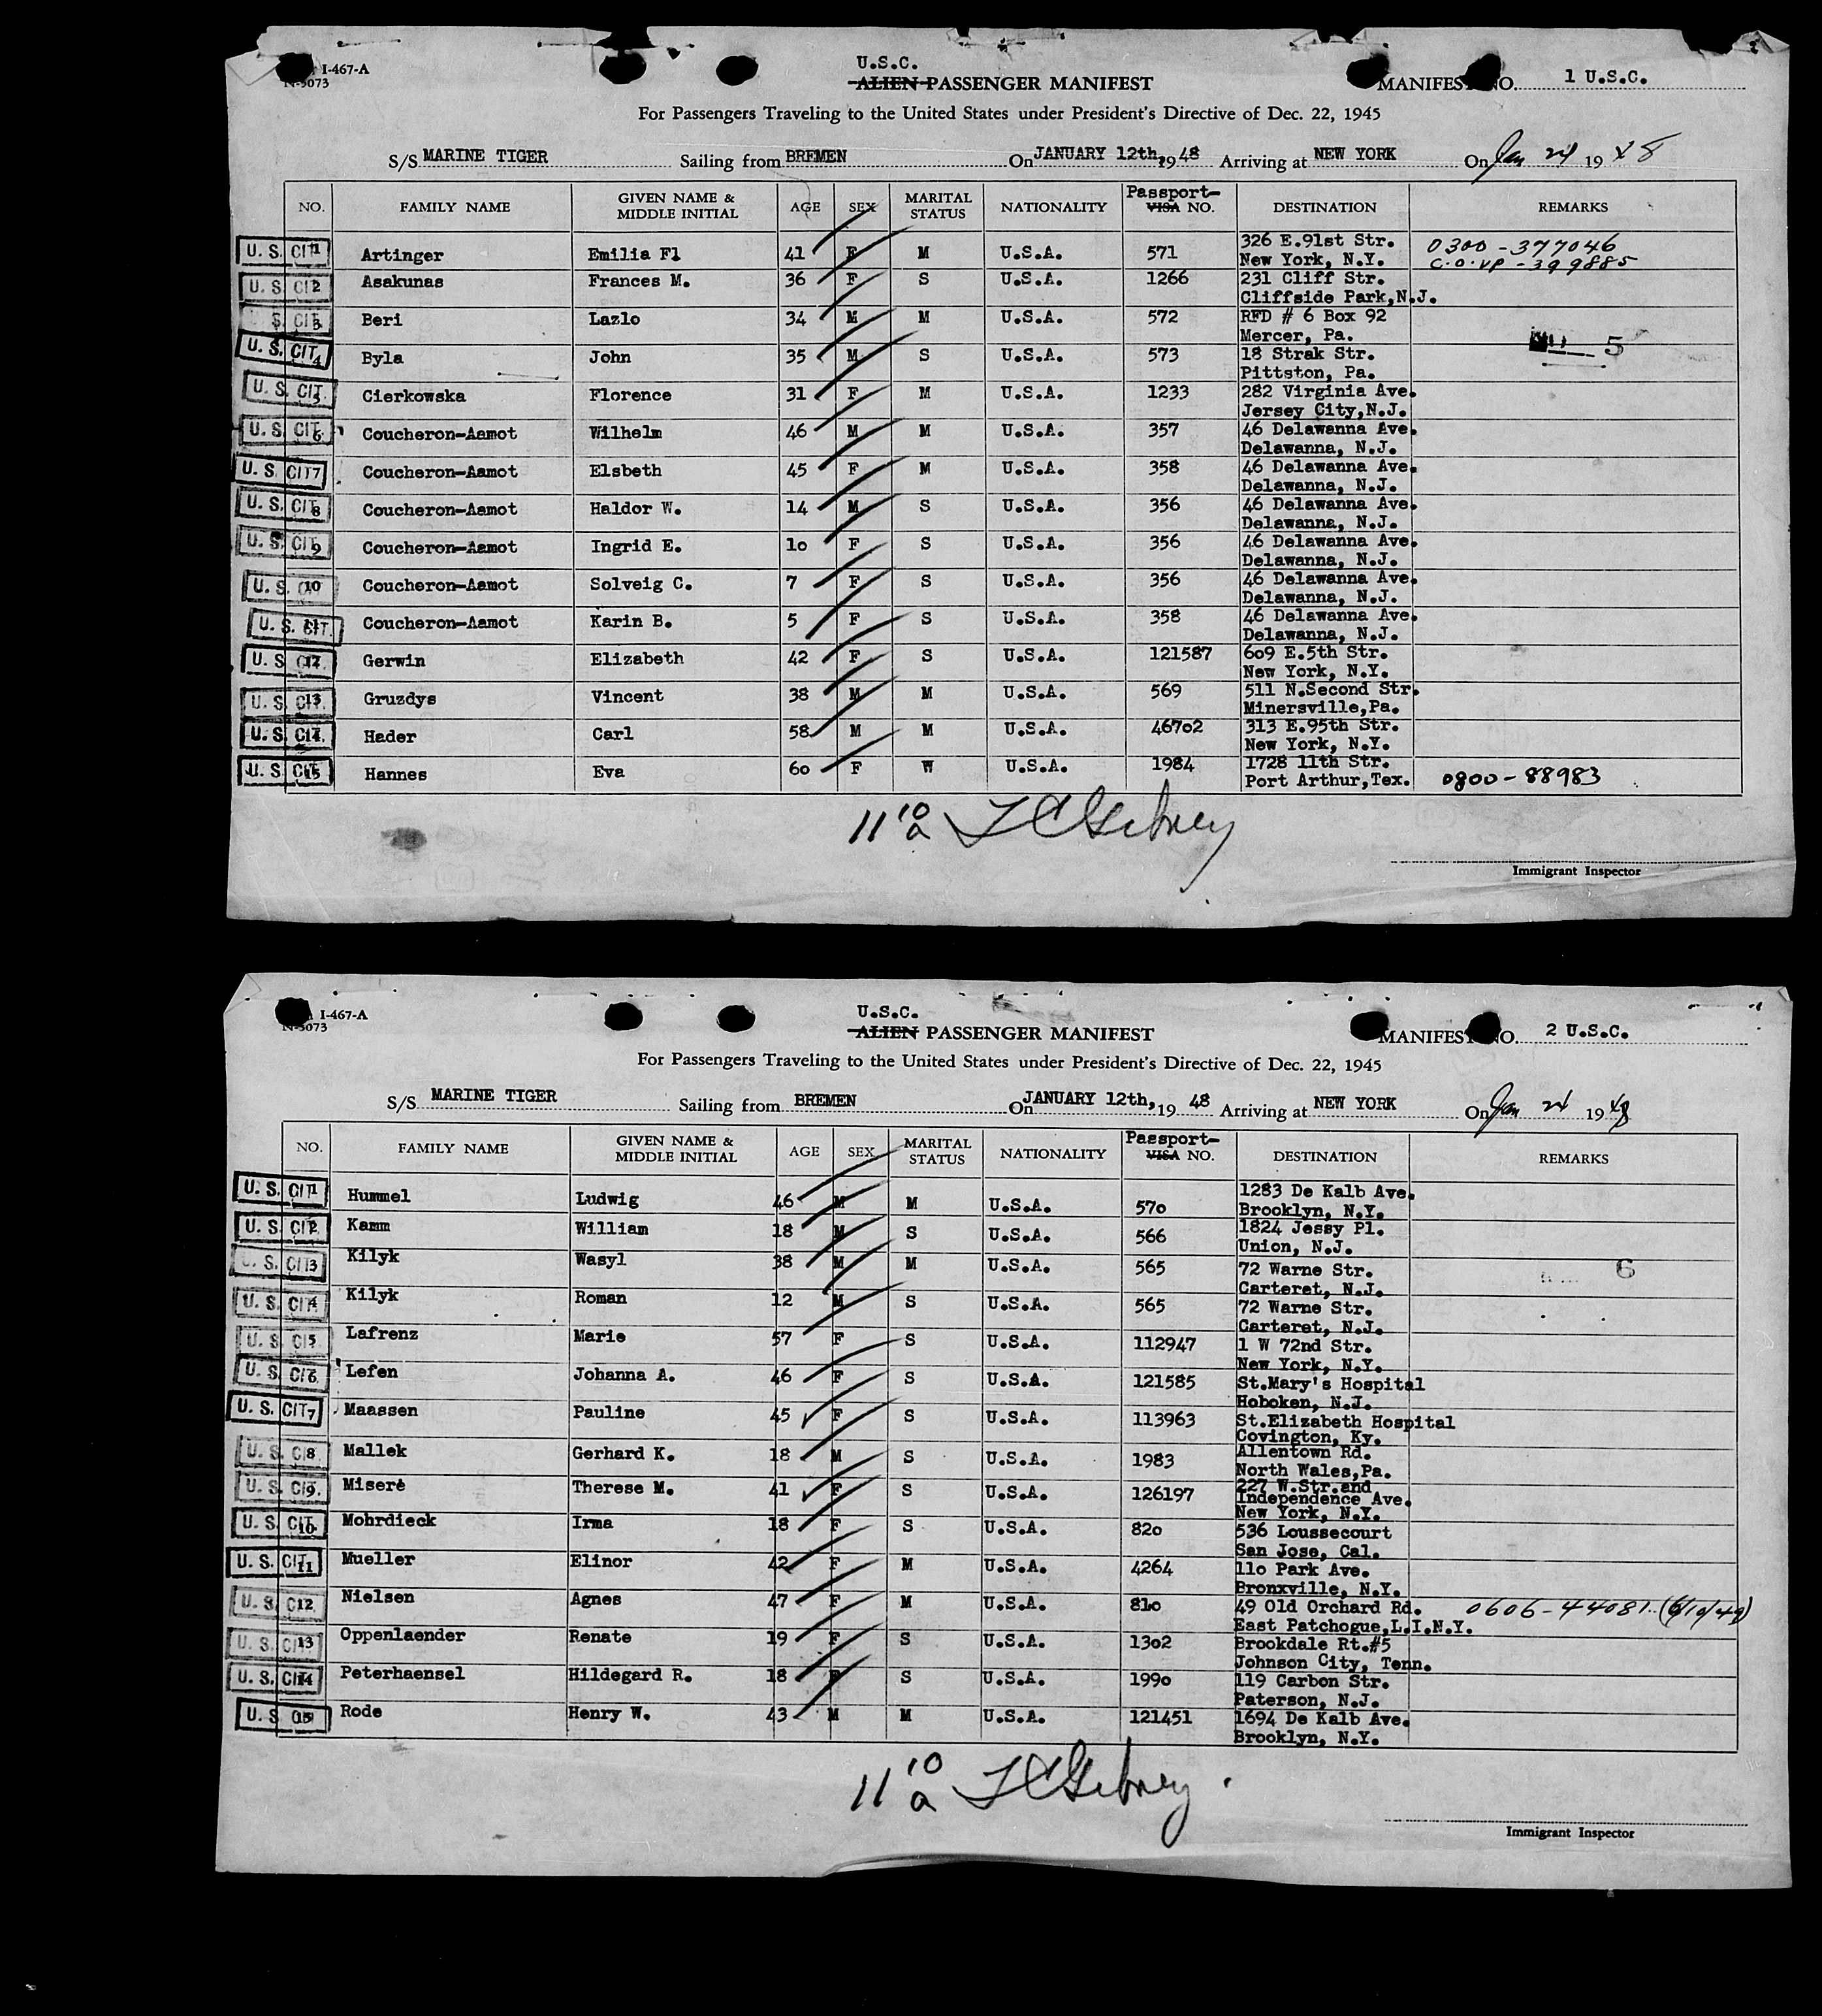 I-467-A
N-3073
U.S.C.
ALIEN PASSENGER MANIFEST
MANIFEST NO. 1 U.S.C.
For Passengers Traveling to the United States under President's Directive of Dec. 22, 1945
S/S MARINE TIGER Sailing from BREMEN On JANUARY 12th, 19 48 Arriving at NEW YORK On Jan 24 19 48
NO. FAMILY NAME GIVEN NAME & MIDDLE INITIAL AGE SEX MARITAL STATUS NATIONALITY Passport- VISA NO. DESTINATION REMARKS
U. S. CIT 1 Artinger Emilia Fl 41 F M U.S.A. 571 326 E.91st Str. 0300-377046
New York, N.Y. C.O.VP-399885
U. S. CIT 2 Asakunas Frances M. 36 F S U.S.A. 1266 231 Cliff Str.
Cliffside Park,N.J.
S. CIT 3 Beri Lazlo 34 M M U.S.A. 572 RFD # 6 Box 92
Mercer, Pa. 5
U. S. CIT 4 Byla John 35 M S U.S.A. 573 18 Strak Str.
Pittston, Pa.
U. S. CIT. 5 Cierkowska Florence 31 F M U.S.A. 1233 282 Virginia Ave.
Jersey City,N.J.
U. S. CIT 6 Coucheron-Aamot Wilhelm 46 M M U.S.A. 357 46 Delawanna Ave.
Delawanna, N.J.
U. S. CIT 7 Coucheron-Aamot Elsbeth 45 F M U.S.A. 358 46 Delawanna Ave.
Delawanna, N.J.
U. S. CIT 8 Coucheron-Aamot Haldor W. 14 M S U.S.A. 356 46 Delawanna Ave.
Delawanna, N.J.
U. S. CIT 9 Coucheron-Aamot Ingrid E. 10 F S U.S.A. 356 46 Delawanna Ave.
Delawanna, N.J.
U. S. 10 Coucheron-Aamot Solveig C. 7 F S U.S.A. 356 46 Delawanna Ave.
Delawanna, N.J.
U. S. CIT. 11 Coucheron-Aamot Karin B. 5 F S U.S.A. 358 46 Delawanna Ave.
Delawanna, N.J.
U. S. CIT. 12 Gerwin Elizabeth 42 F S U.S.A. 121587 609 E.5th Str.
New York, N.Y.
U. S. CIT. 13 Gruzdys Vincent 38 M M U.S.A. 569 511 N.Second Str.
Minersville,Pa.
U. S. CIT. 14 Hader Carl 58 M M U.S.A. 46702 313 E.95th Str.
New York, N.Y.
U. S. CIT. 15 Hannes Eva 60 F W U.S.A. 1984 1728 11th Str.
Port Arthur,Tex. 0800-88983
11 10 a
Immigrant Inspector
I-467-A
N-3073
U.S.C.
ALIEN PASSENGER MANIFEST
MANIFEST NO. 2 U.S.C.
For Passengers Traveling to the United States under President's Directive of Dec. 22, 1945
S/S MARINE TIGER Sailing from BREMEN On JANUARY 12th, 19 48 Arriving at NEW YORK On Jan 24 19 48
NO. FAMILY NAME GIVEN NAME & MIDDLE INITIAL AGE SEX MARITAL STATUS NATIONALITY Passport- VISA NO. DESTINATION REMARKS
U. S. CIT 1 Hummel Ludwig 46 M M U.S.A. 570 1283 De Kalb Ave.
Brooklyn, N.Y.
U. S. CIT 2 Kamm William 18 M S U.S.A. 566 1824 Jessy Pl.
Union, N.J.
U. S. CIT 3 Kilyk Wasyl 38 M M U.S.A. 565 72 Warne Str. 6
Carteret, N.J.
U. S. CIT 4 Kilyk Roman 12 M S U.S.A. 565 72 Warne Str.
Carteret, N.J.
U. S. CIT 5 Lafrenz Marie 57 F S U.S.A. 112947 1 W 72nd Str.
New York, N.Y.
U. S. CIT 6 Lefen Johanna A. 46 F S U.S.A. 121585 St.Mary's Hospital
Hoboken, N.J.
U. S. CIT 7 Maassen Pauline 45 F S U.S.A. 113963 St.Elizabeth Hospital
Covington, Ky.
U. S. CIT 8 Mallek Gerhard K. 18 M S U.S.A. 1983 Allentown Rd.
North Wales,Pa.
U. S. CIT 9 Miserè Therese M. 41 F S U.S.A. 126197 227 W.Str.and
Independence Ave.
New York, N.Y.
U. S. CIT 10 Mohrdieck Irma 18 F S U.S.A. 820 536 Loussecourt
San Jose, Cal.
U. S. CIT 11 Mueller Elinor 42 F M U.S.A. 4264 110 Park Ave.
Bronxville, N.Y.
U. S. CIT 12 Nielsen Agnes 47 F M U.S.A. 810 49 Old Orchard Rd. 0606-44081 (6/10/49)
East Patchogue,L.I.N.Y.
U. S. CIT 13 Oppenlaender Renate 19 F S U.S.A. 1302 Brookdale Rt.#5
Johnson City, Tenn.
U. S. CIT 14 Peterhaensel Hildegard R. 18 F S U.S.A. 1990 119 Carbon Str.
Paterson, N.J.
U. S. 15 Rode Henry W. 43 M M U.S.A. 121451 1694 De Kalb Ave.
Brooklyn, N.Y.
11 10 a
Immigrant Inspector